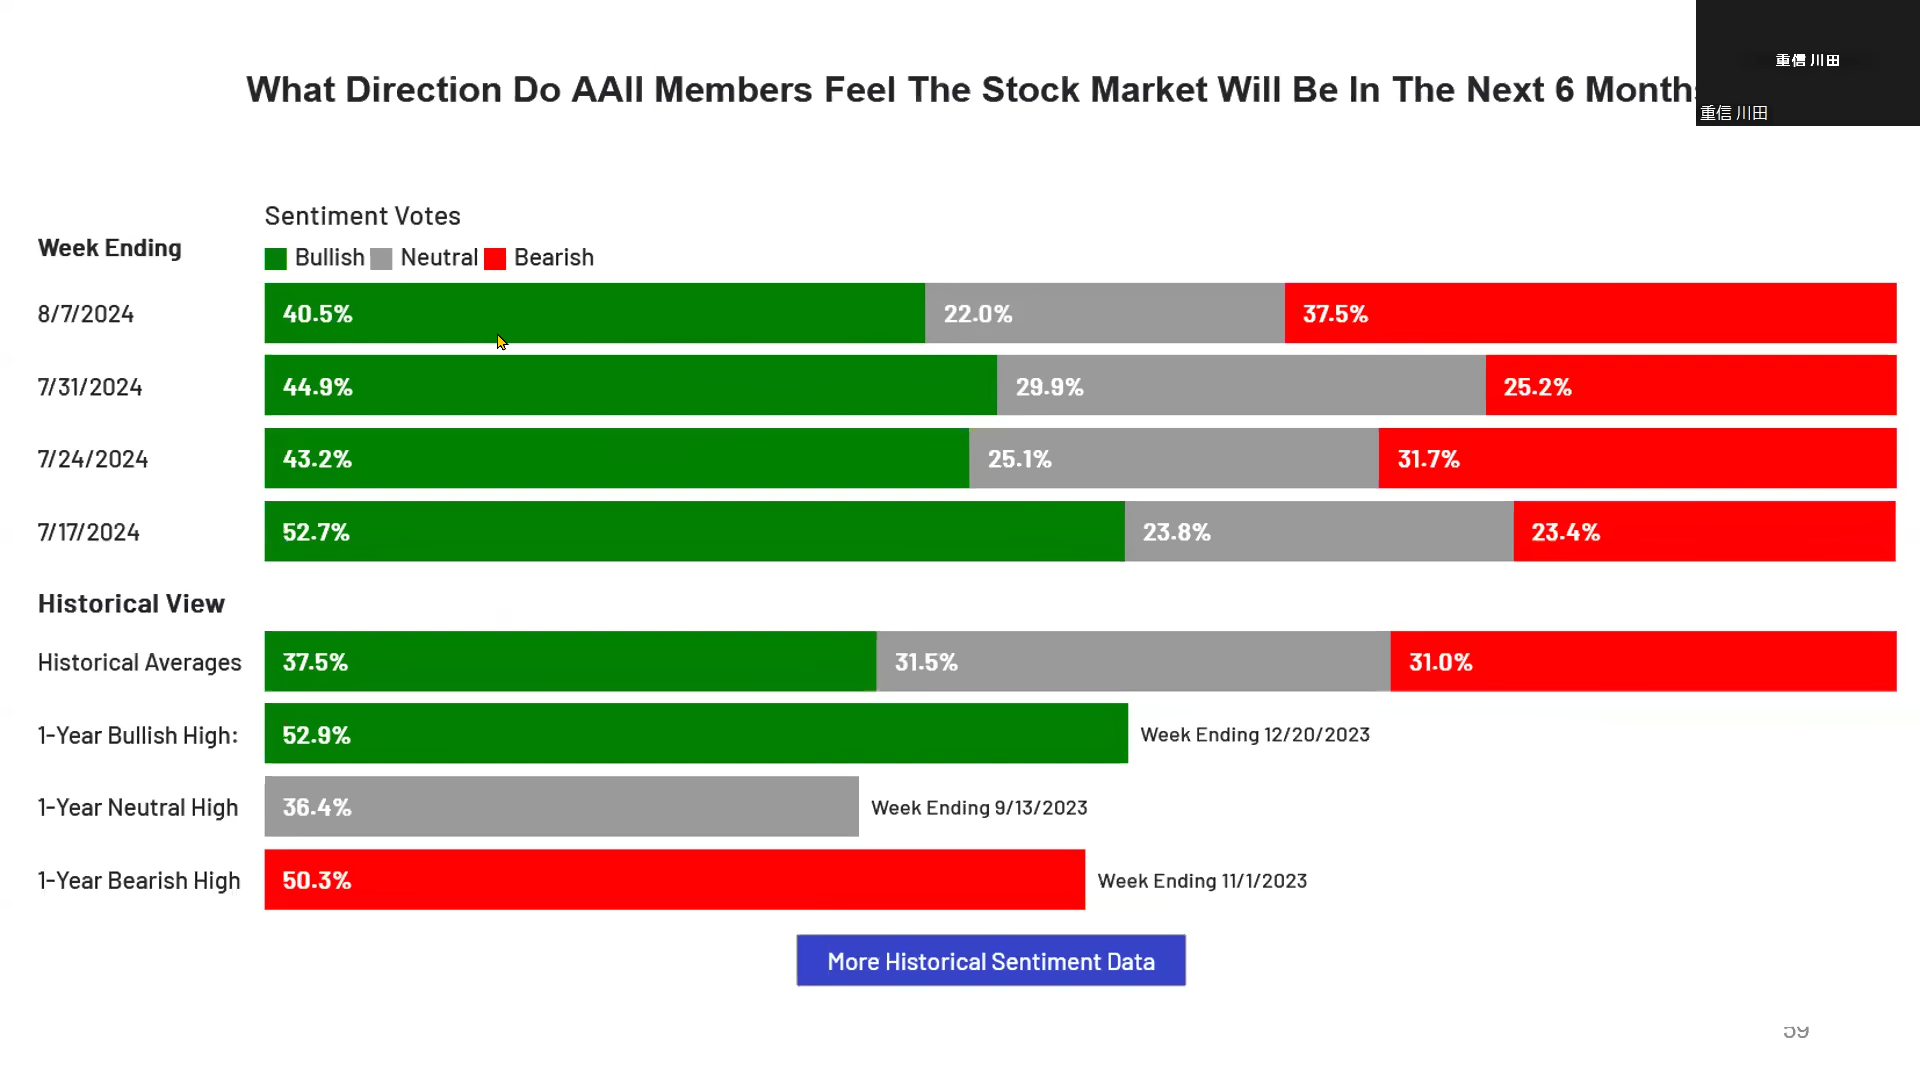 What Direction Do AAII Members Feel The Stock Market Will Be In The Next 6 Months
重信 川田
重信 川田
Sentiment Votes
Week Ending
Bullish Neutral Bearish
8/7/2024 40.5% 22.0% 37.5%
7/31/2024 44.9% 29.9% 25.2%
7/24/2024 43.2% 25.1% 31.7%
7/17/2024 52.7% 23.8% 23.4%
Historical View
Historical Averages 37.5% 31.5% 31.0%
1-Year Bullish High: 52.9% Week Ending 12/20/2023
1-Year Neutral High 36.4% Week Ending 9/13/2023
1-Year Bearish High 50.3% Week Ending 11/1/2023
More Historical Sentiment Data
59